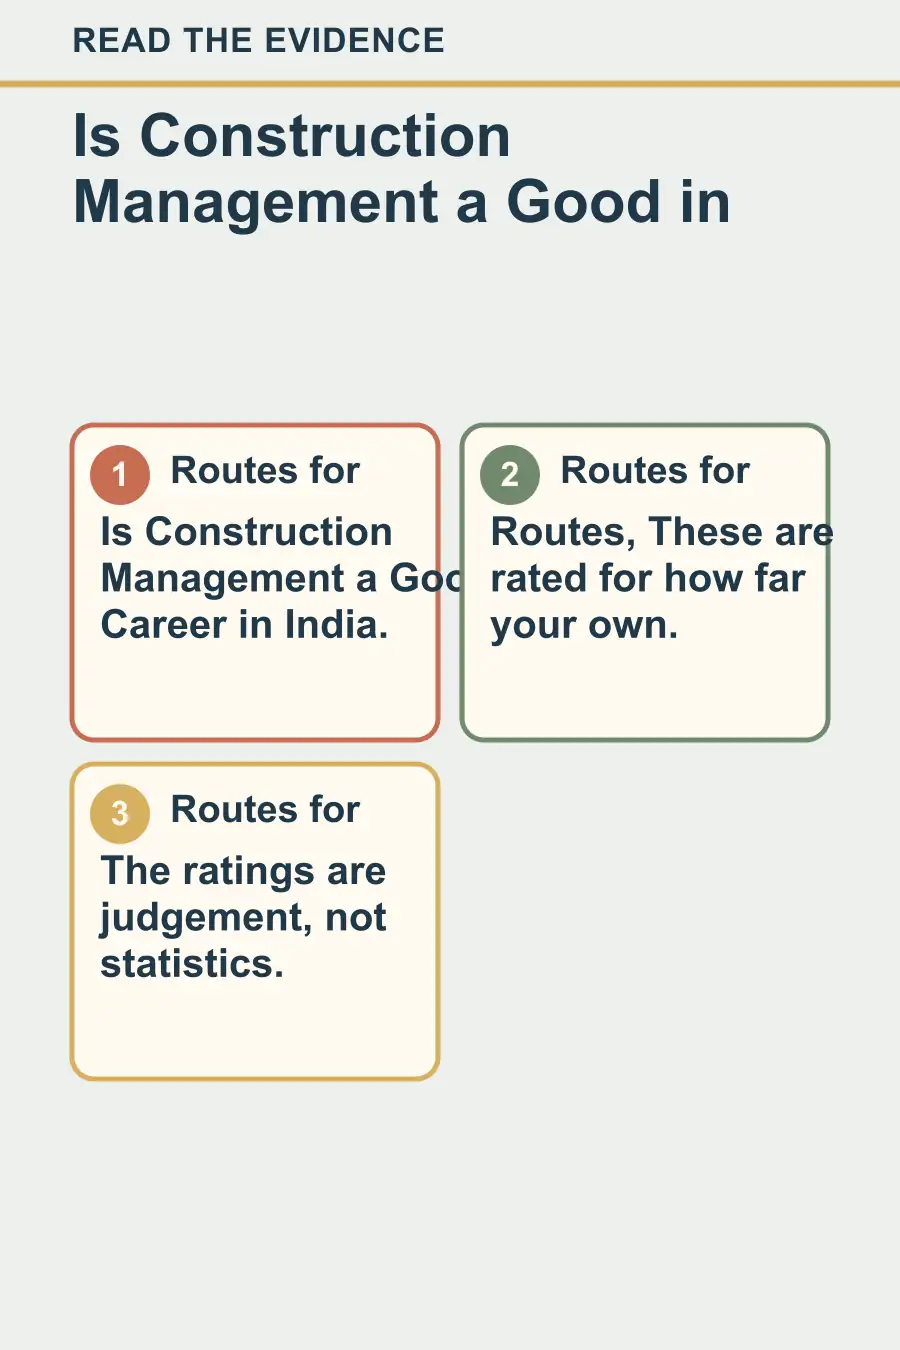 READ THE EVIDENCE
Is Construction
Management a Good in
1 Routes for
Is Construction
Management a Goo
Career in India.
2 Routes for
Routes, These are
rated for how far
your own.
3 Routes for
The ratings are
judgement, not
statistics.